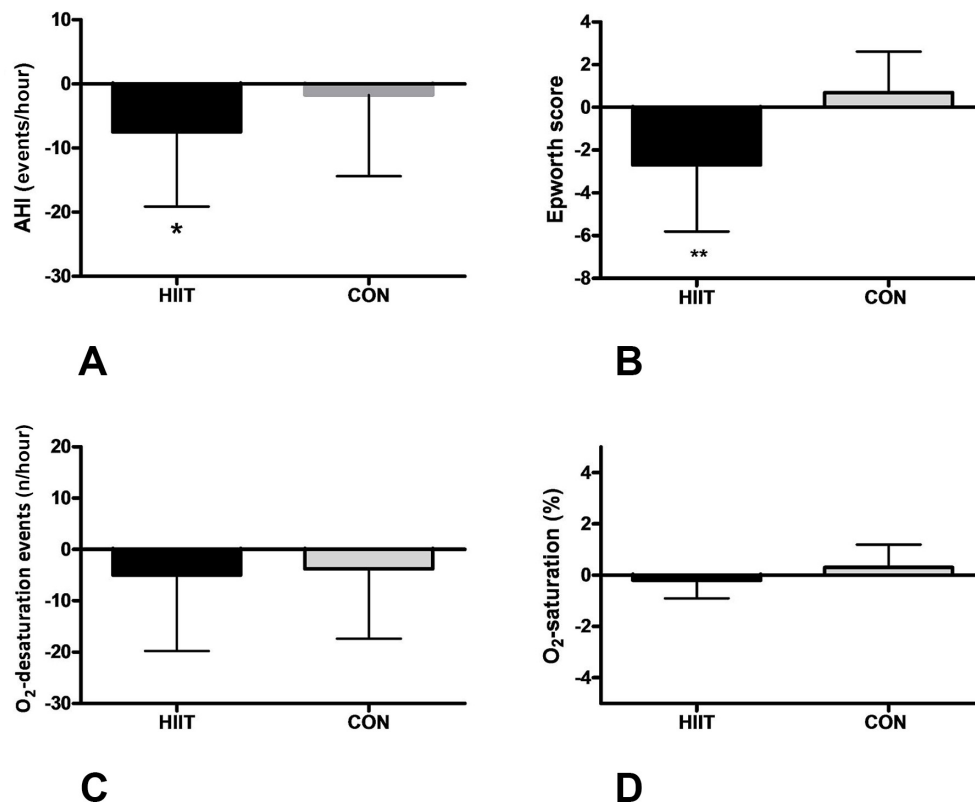 AHI (events/hour)
10
0
-10
-20
-30
*
HIIT
CON
A
Epworth score
4
2
0
-2
-4
-6
-8
**
HIIT
CON
B
O₂-desaturation events (n/hour)
20
10
0
-10
-20
-30
HIIT
CON
C
O₂-saturation (%)
4
2
0
-2
-4
HIIT
CON
D